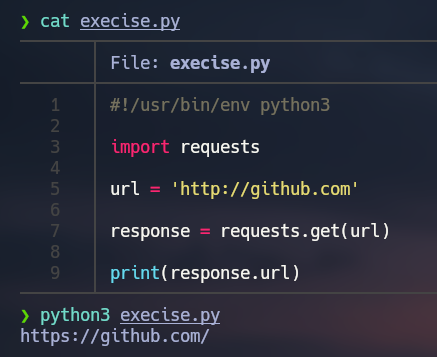 ❯ cat execise.py
File: execise.py
1 #!/usr/bin/env python3
2
3 import requests
4
5 url = 'http://github.com'
6
7 response = requests.get(url)
8
9 print(response.url)
❯ python3 execise.py
https://github.com/